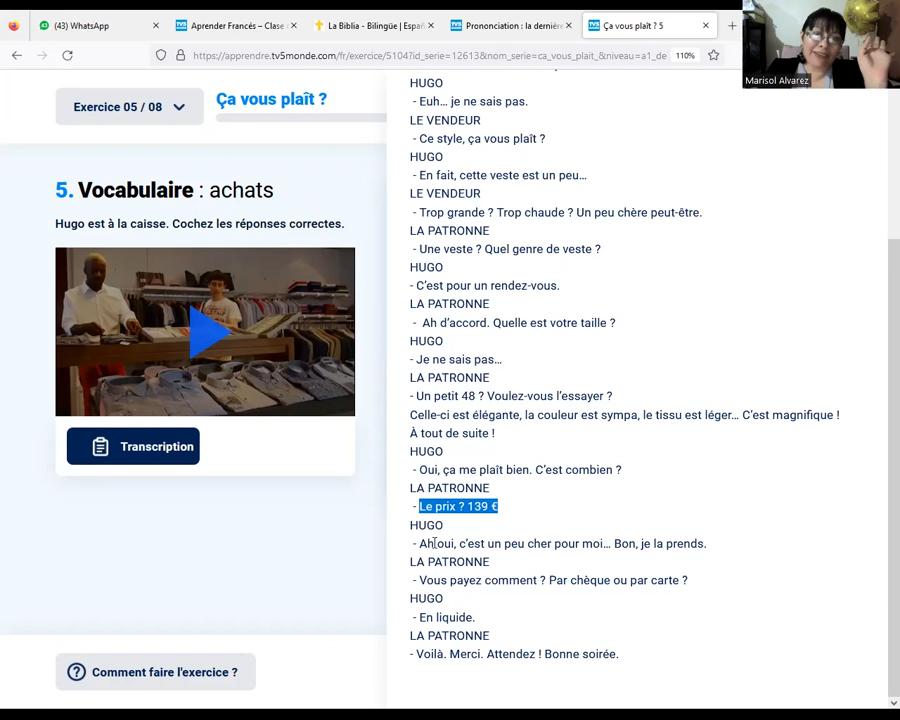 (43) WhatsApp
Aprender Francés – Clase
La Biblia - Bilingüe | Españ
Prononciation : la dernière
Ça vous plaît ? 5
https://apprendre.tv5monde.com/fr/exercice/5104?id_serie=12613&nom_serie=ca_vous_plait_&niveau=a1_de
110%
Marisol Alvarez
Exercice 05 / 08
Ça vous plaît ?
5. Vocabulaire : achats
Hugo est à la caisse. Cochez les réponses correctes.
Transcription
Comment faire l'exercice ?
HUGO
- Euh… je ne sais pas.
LE VENDEUR
- Ce style, ça vous plaît ?
HUGO
- En fait, cette veste est un peu…
LE VENDEUR
- Trop grande ? Trop chaude ? Un peu chère peut-être.
LA PATRONNE
- Une veste ? Quel genre de veste ?
HUGO
- C’est pour un rendez-vous.
LA PATRONNE
- Ah d’accord. Quelle est votre taille ?
HUGO
- Je ne sais pas…
LA PATRONNE
- Un petit 48 ? Voulez-vous l’essayer ?
Celle-ci est élégante, la couleur est sympa, le tissu est léger… C’est magnifique !
À tout de suite !
HUGO
- Oui, ça me plaît bien. C’est combien ?
LA PATRONNE
- Le prix ? 139 €
HUGO
- Ah oui, c’est un peu cher pour moi… Bon, je la prends.
LA PATRONNE
- Vous payez comment ? Par chèque ou par carte ?
HUGO
- En liquide.
LA PATRONNE
- Voilà. Merci. Attendez ! Bonne soirée.